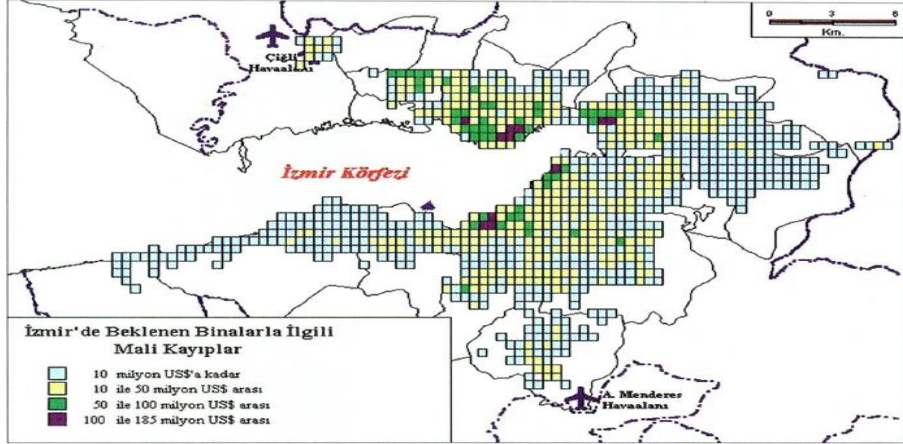 0 3 6
Km.
Çiğli
Havaalanı
İzmir Körfezi
İzmir'de Beklenen Binalarla İlgili
Mali Kayıplar
10 milyon US$'a kadar
10 ile 50 milyon US$ arası
50 ile 100 milyon US$ arası
100 ile 185 milyon US$ arası
A. Menderes
Havaalanı